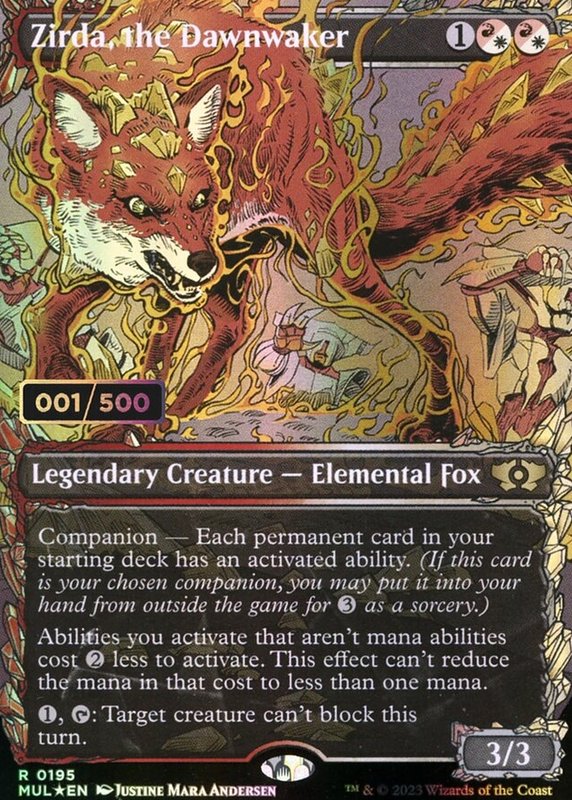 Zirda, the Dawnwaker 1
001/500
Legendary Creature — Elemental Fox
Companion — Each permanent card in your
starting deck has an activated ability. (If this card
is your chosen companion, you may put it into your
hand from outside the game for 3 as a sorcery.)
Abilities you activate that aren't mana abilities
cost 2 less to activate. This effect can't reduce
the mana in that cost to less than one mana.
1, : Target creature can't block this
turn.
3/3
R 0195
MUL★EN Justine Mara Andersen ™ & © 2023 Wizards of the Coast